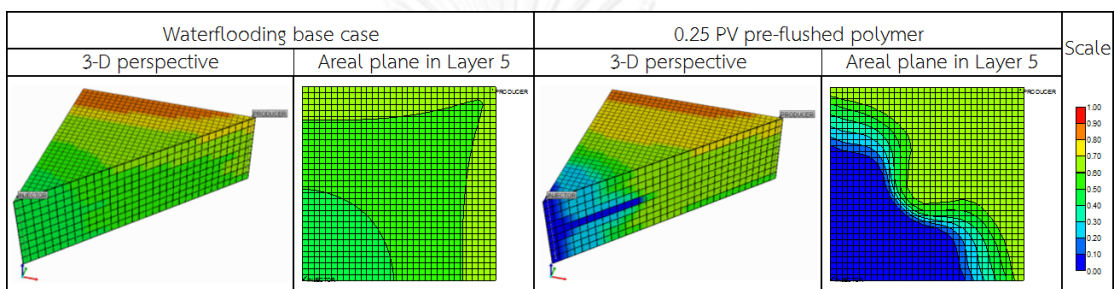 Waterflooding base case
0.25 PV pre-flushed polymer
Scale
3-D perspective
Areal plane in Layer 5
3-D perspective
Areal plane in Layer 5
PRODUCER
PRODUCER
PRODUCER
PRODUCER
INJECTOR
INJECTOR
INJECTOR
INJECTOR
1.00
0.90
0.80
0.70
0.60
0.50
0.40
0.30
0.20
0.10
0.00